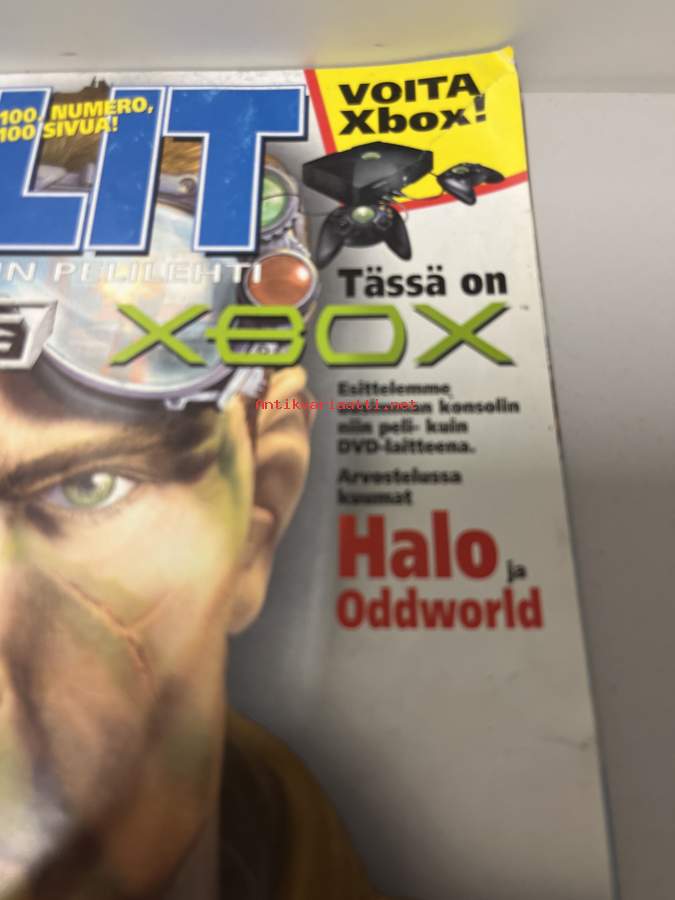 100. NUMERO,
100 SIVUA!
LIT
N PELILEHTI
a
VOITA
Xbox!
Tässä on
XBOX
Esittelemme
konsolin
niin peli- kuin
DVD-laitteena.
Arvostelussa
kuumat
Halo ja
Oddworld
Antikvariaatti.net